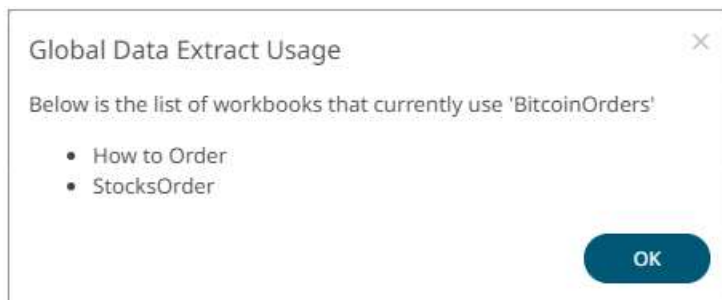 Global Data Extract Usage
Below is the list of workbooks that currently use 'BitcoinOrders'
• How to Order
• StocksOrder
OK